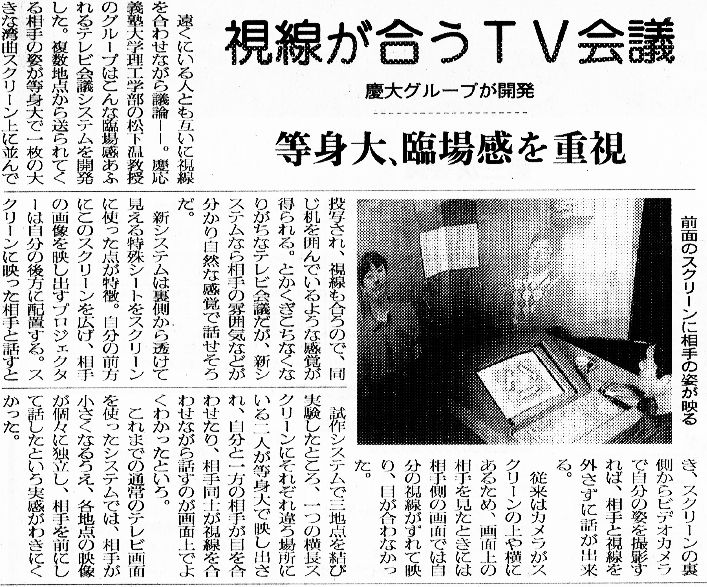 視線が合うTV会議
慶大グループが開発
等身大、臨場感を重視
遠くにいる人とも互いに視線
を合わせながら議論――。慶応
義塾大学理工学部の松下温教授
のグループはこんな臨場感あふ
れるテレビ会議システムを開発
した。複数地点から送られてく
る相手の姿が等身大で一枚の大
きな湾曲スクリーン上に並んで
投写され、視線も合うので、同
じ机を囲んでいるような感覚が
得られる。とかくぎこちなくな
りがちなテレビ会議だが、新シ
ステムなら相手の雰囲気などが
分かり自然な感覚で話せそう
だ。
新システムは裏側から透けて
見える特殊シートをスクリーン
に使った点が特徴。自分の前方
にこのスクリーンを広げ、相手
の画像を映し出すプロジェクタ
ーは自分の後方に配置する。ス
クリーンに映った相手と話すと
前面のスクリーンに相手の姿が映る
き、スクリーンの裏
側からビデオカメラ
で自分の姿を撮影す
れば、相手と視線を
外さずに話が出来
る。
従来はカメラがス
クリーンの上や横に
あるため、画面上の
相手を見たときには
相手側の画面では自
分の視線がずれて映
り、目が合わなかっ
た。
試作システムで三地点を結び
実験したところ、一つの横長ス
クリーンにそれぞれ違う場所に
いる二人が等身大で映し出さ
れ、自分と一方の相手が目を合
わせたり、相手同士が視線を合
わせながら話すのが画面上でよ
くわかったという。
これまでの通常のテレビ画面
を使ったシステムでは、相手が
小さくなるうえ、各地点の映像
が個々に独立し、相手を前にし
て話したという実感がわきにく
かった。